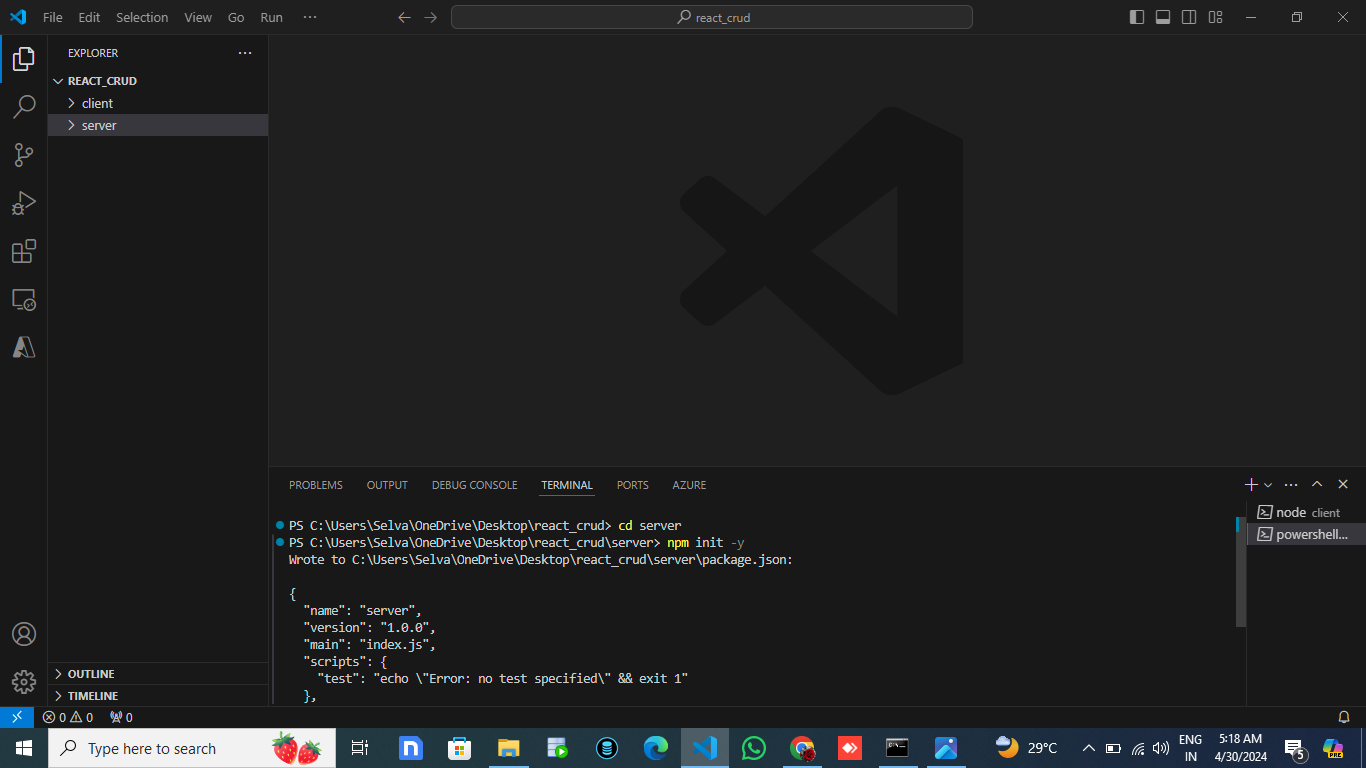 File Edit Selection View Go Run ···
react_crud
EXPLORER
REACT_CRUD
client
server
OUTLINE
TIMELINE
PROBLEMS OUTPUT DEBUG CONSOLE TERMINAL PORTS AZURE
PS C:\Users\Selva\OneDrive\Desktop\react_crud> cd server
PS C:\Users\Selva\OneDrive\Desktop\react_crud\server> npm init -y
Wrote to C:\Users\Selva\OneDrive\Desktop\react_crud\server\package.json:
{
"name": "server",
"version": "1.0.0",
"main": "index.js",
"scripts": {
"test": "echo \"Error: no test specified\" && exit 1"
},
node client
powershell...
0 0 0
Type here to search
29°C
ENG
IN
5:18 AM
4/30/2024
5
PRE